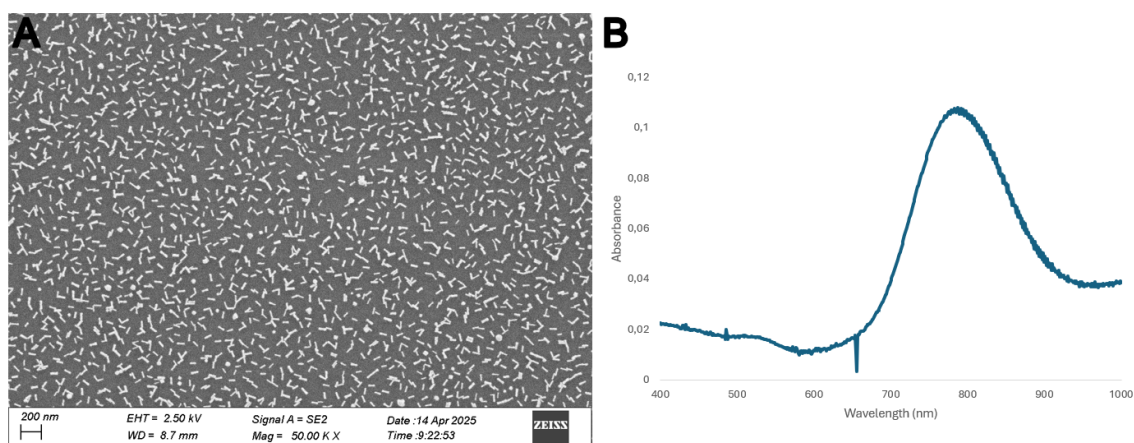 A
200 nm
EHT = 2.50 kV
WD = 8.7 mm
Signal A = SE2
Mag = 50.00 K X
Date :14 Apr 2025
Time :9:22:53
ZEISS
B
0,12
0,1
0,08
0,06
0,04
0,02
0
Absorbance
400 500 600 700 800 900 1000
Wavelength (nm)